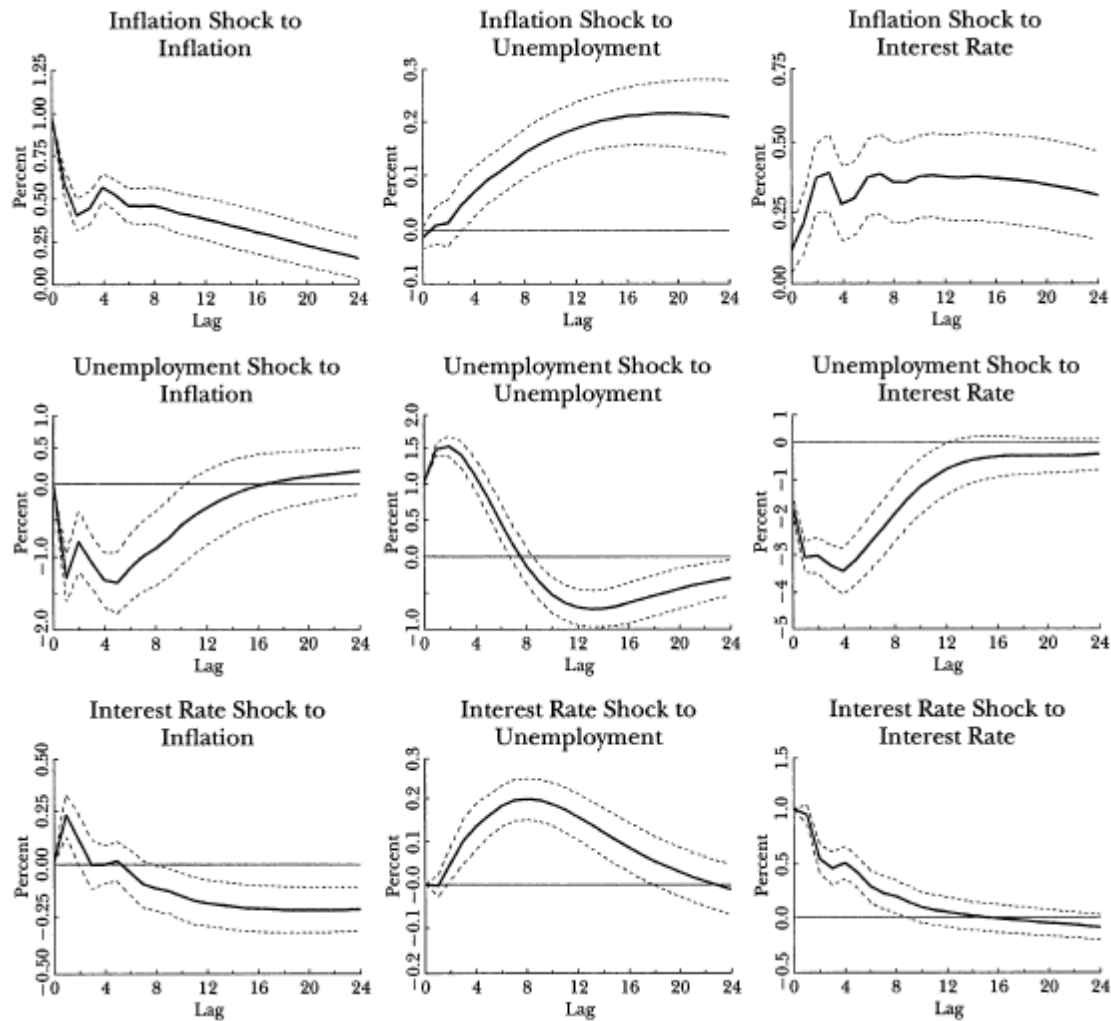 Inflation Shock to
Inflation
Percent
0.00 0.25 0.50 0.75 1.00 1.25
0 4 8 12 16 20 24
Lag
Inflation Shock to
Unemployment
Percent
−0.1 0.0 0.1 0.2 0.3
0 4 8 12 16 20 24
Lag
Inflation Shock to
Interest Rate
Percent
0.00 0.25 0.50 0.75
0 4 8 12 16 20 24
Lag
Unemployment Shock to
Inflation
Percent
−2.0 −1.0 0.0 0.5 1.0
0 4 8 12 16 20 24
Lag
Unemployment Shock to
Unemployment
Percent
−1.0 0.0 0.5 1.0 1.5 2.0
0 4 8 12 16 20 24
Lag
Unemployment Shock to
Interest Rate
Percent
−5 −4 −3 −2 −1 0 1
0 4 8 12 16 20 24
Lag
Interest Rate Shock to
Inflation
Percent
−0.50 −0.25 0.00 0.25 0.50
0 4 8 12 16 20 24
Lag
Interest Rate Shock to
Unemployment
Percent
−0.2 −0.1 −0.0 0.1 0.2 0.3
0 4 8 12 16 20 24
Lag
Interest Rate Shock to
Interest Rate
Percent
−0.5 0.0 0.5 1.0 1.5
0 4 8 12 16 20 24
Lag